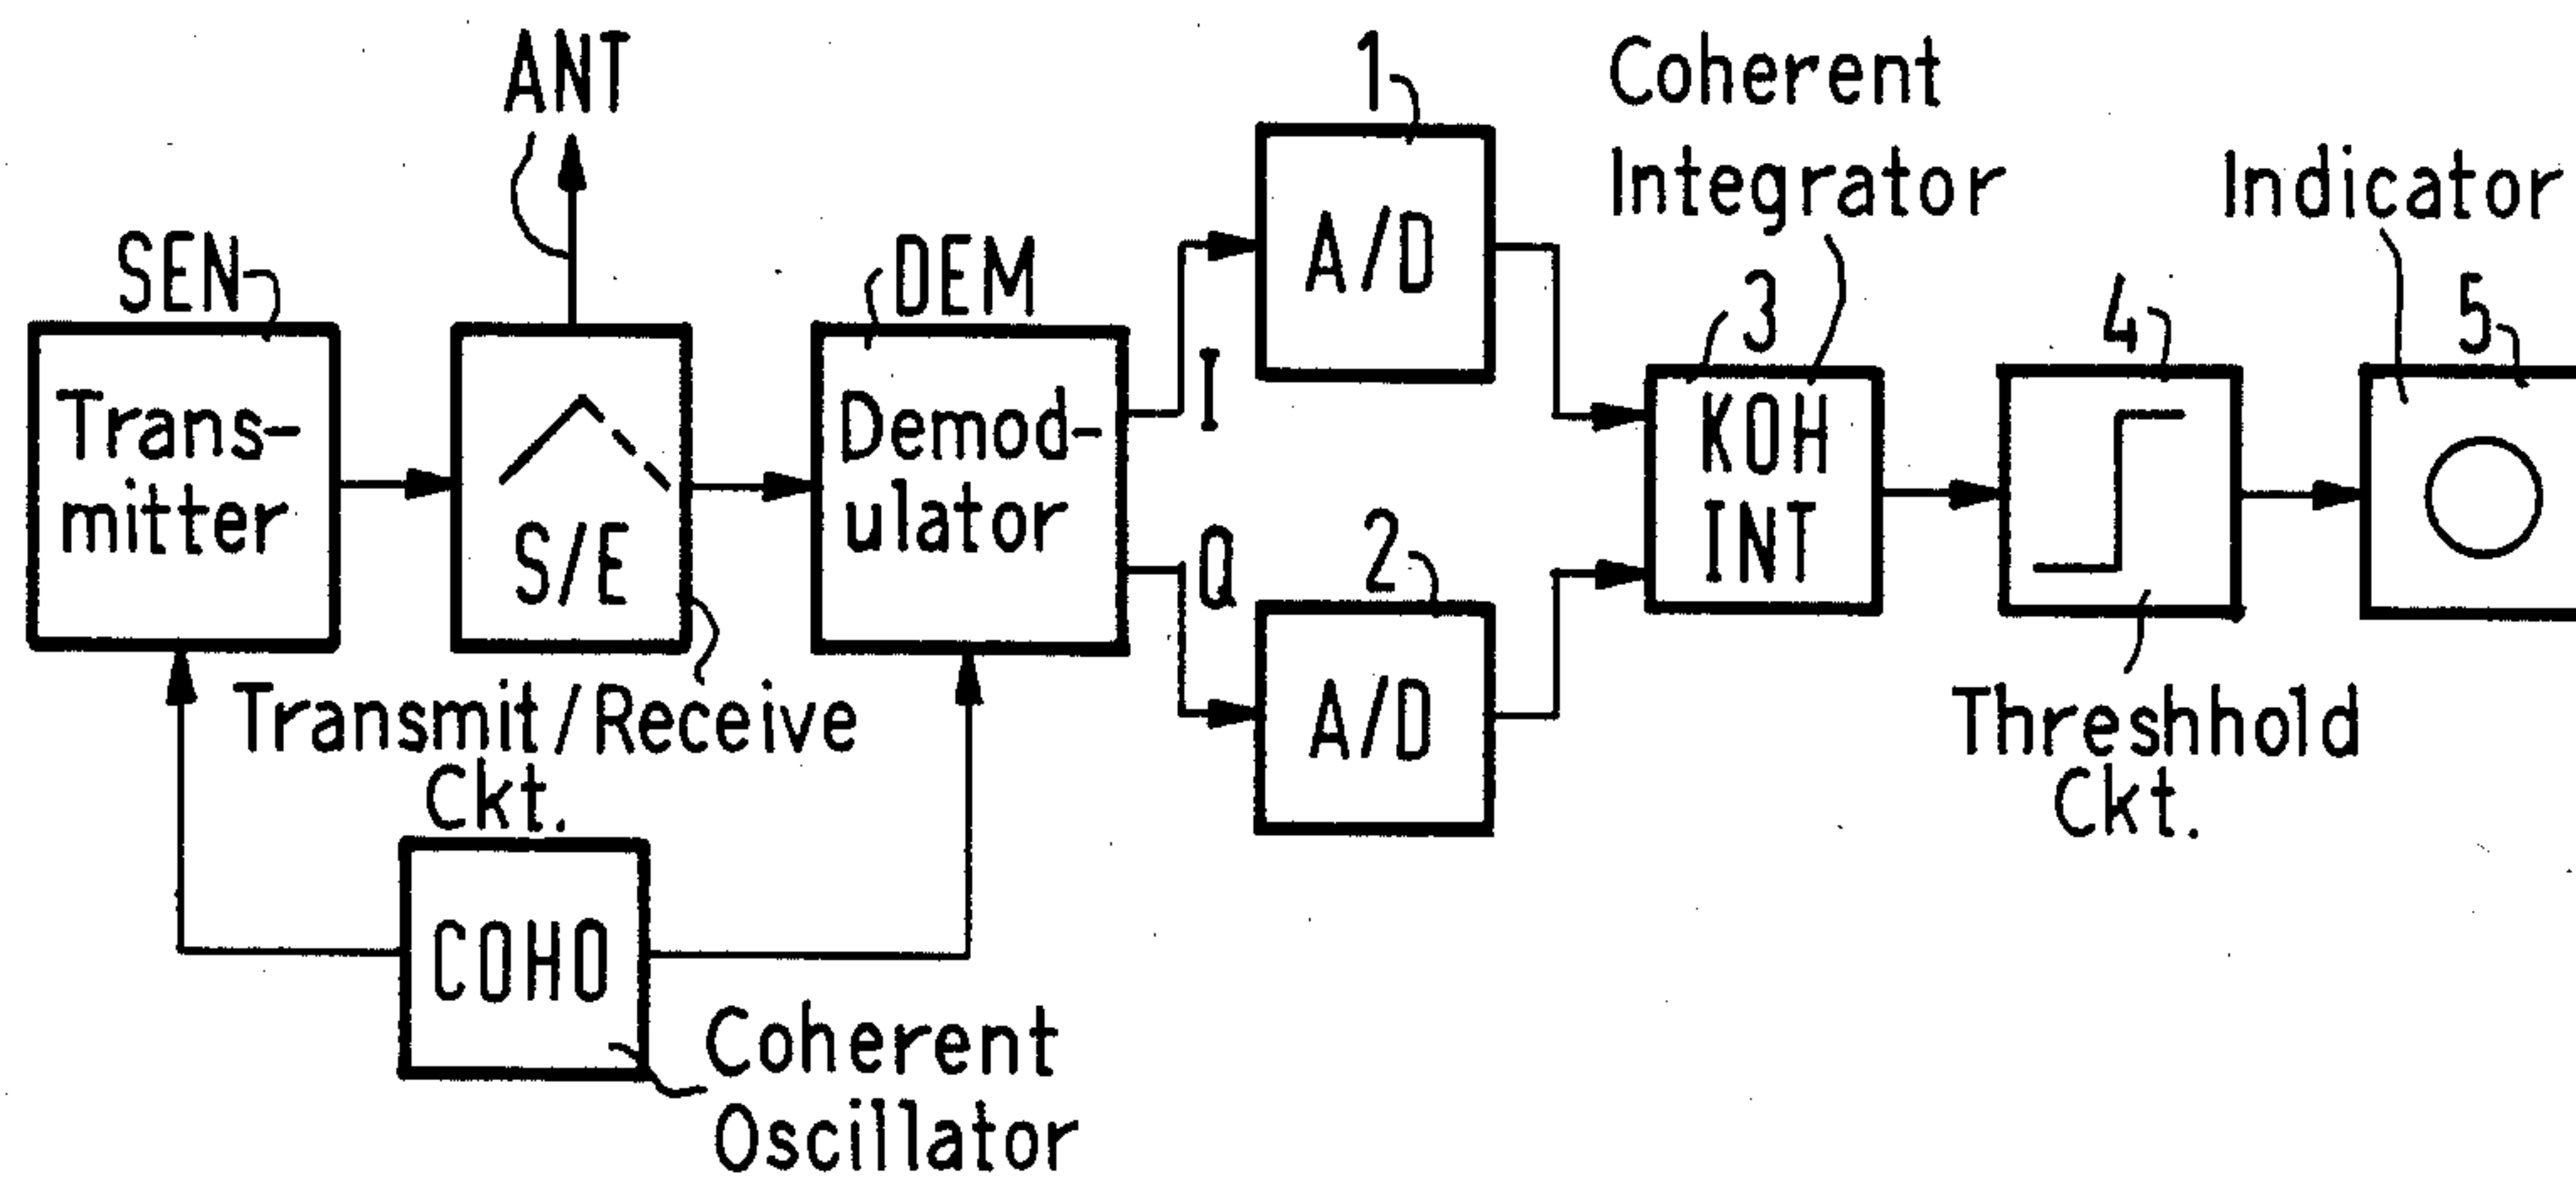 ANT
SEN
Trans-
mitter
S/E
Transmit/Receive
Ckt.
DEM
Demod-
ulator
COHO
Coherent
Oscillator
I
Q
1
A/D
2
A/D
Coherent
Integrator
3
KOH
INT
4
Threshhold
Ckt.
Indicator
5